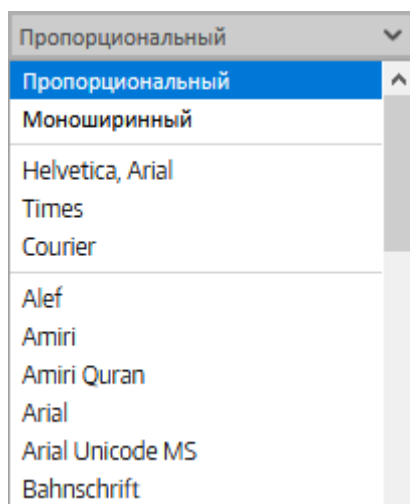 Пропорциональный
Пропорциональный
Моноширинный
Helvetica, Arial
Times
Courier
Alef
Amiri
Amiri Quran
Arial
Arial Unicode MS
Bahnschrift